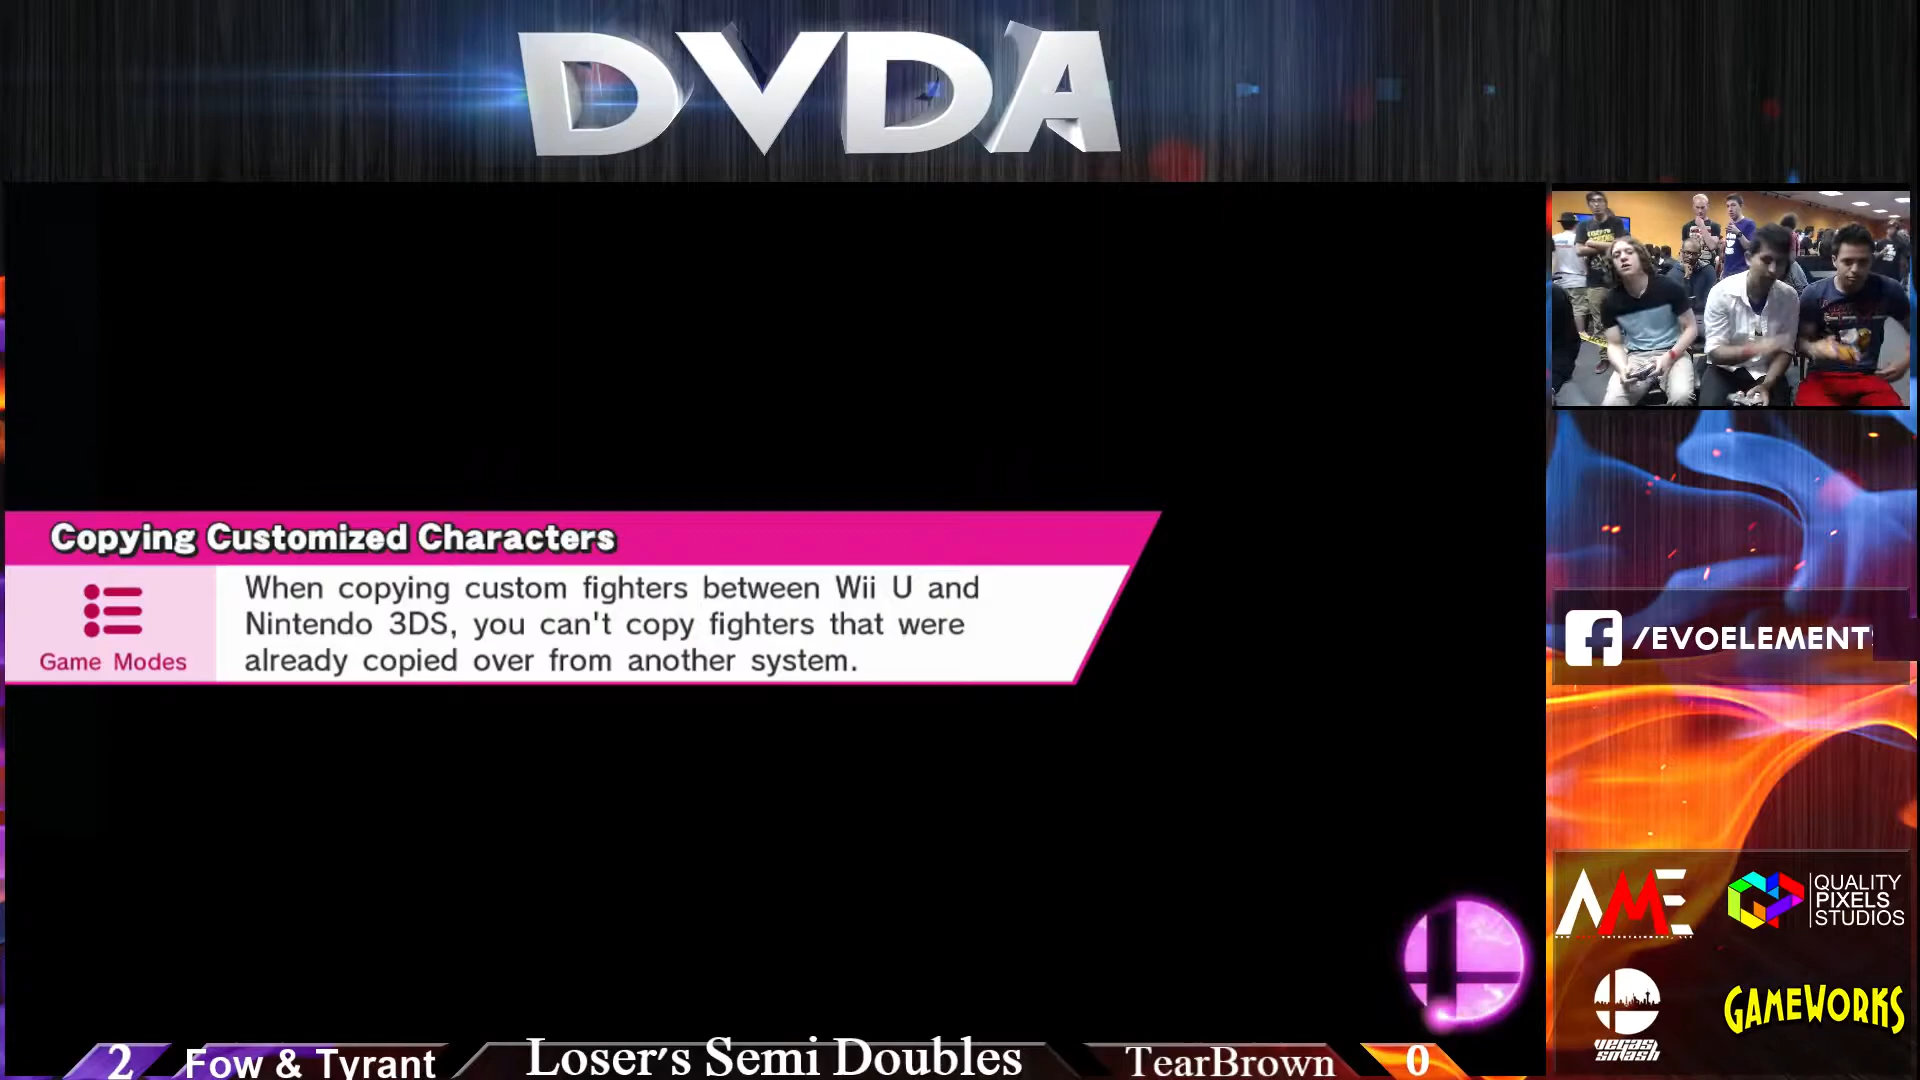 DVDA
Copying Customized Characters
When copying custom fighters between Wii U and
Nintendo 3DS, you can't copy fighters that were
already copied over from another system.
Game Modes
/EVOELEMENTS
AME
QUALITY
PIXELS
STUDIOS
VEGAS
SMASH
GAMEWORKS
2 Fow & Tyrant Loser's Semi Doubles TearBrown 0